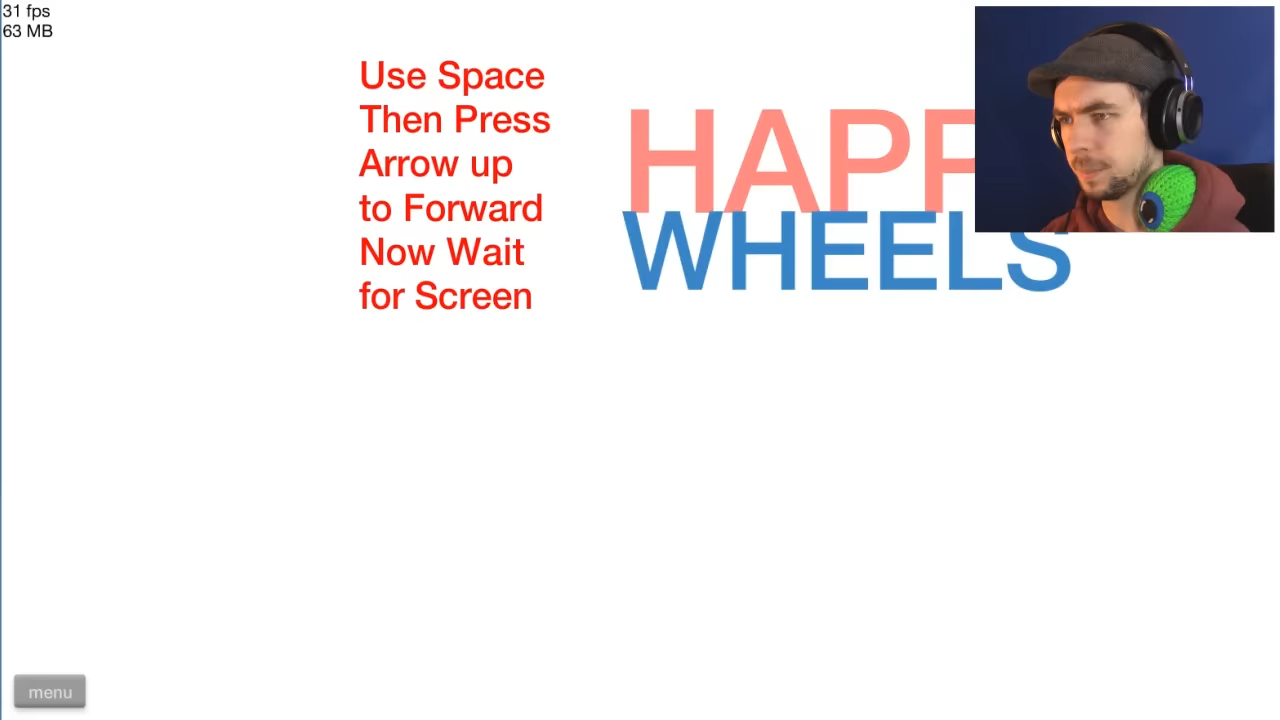 31 fps
63 MB
Use Space
Then Press
Arrow up
to Forward
Now Wait
for Screen
HAPP
WHEELS
menu